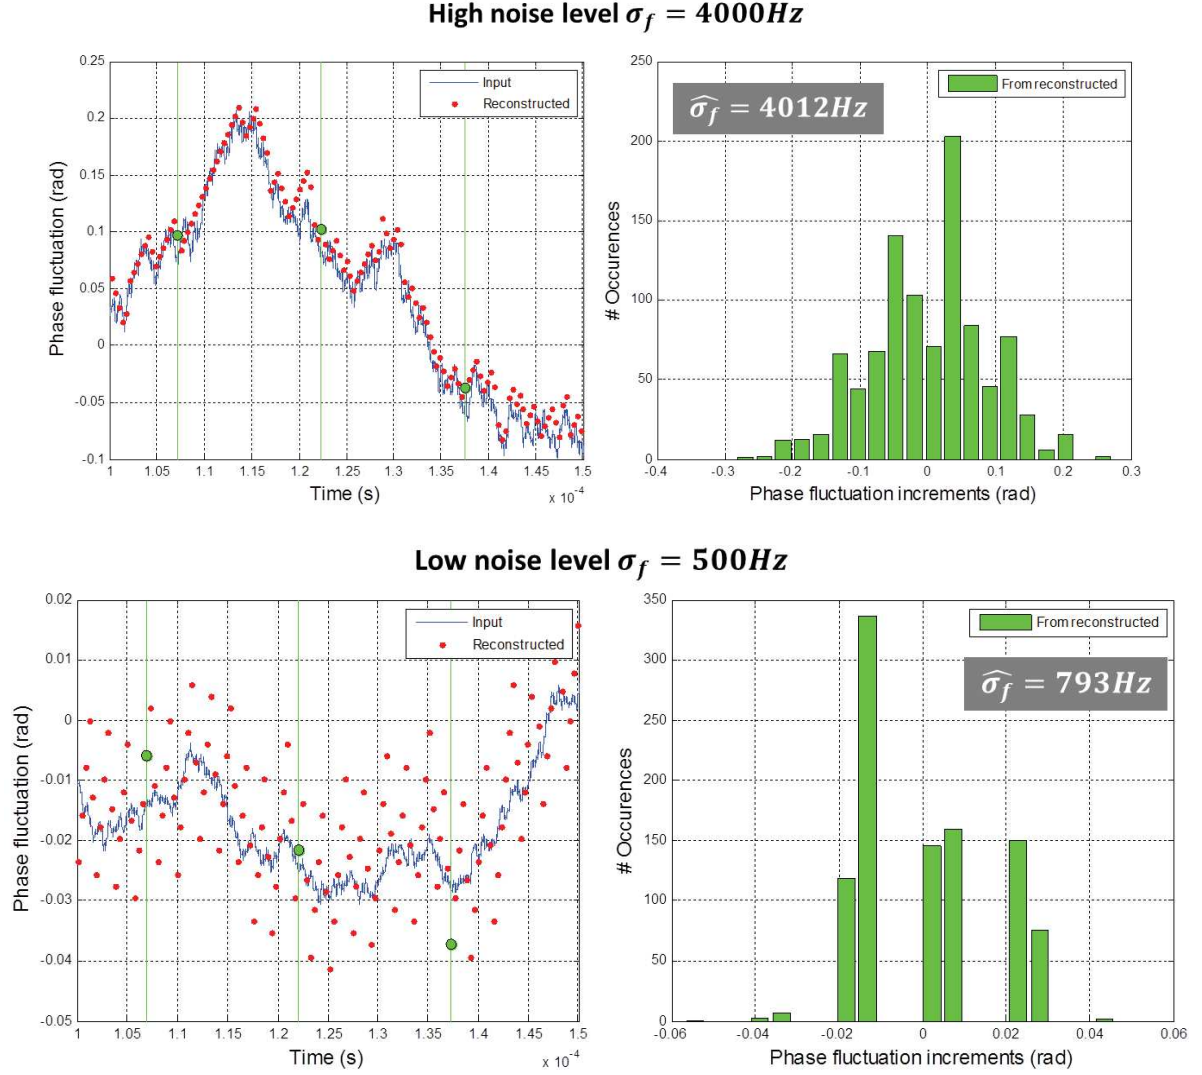 High noise level σ_f = 4000Hz
0.25
0.2
0.15
0.1
0.05
0
-0.05
-0.1
Phase fluctuation (rad)
Input
Reconstructed
1 1.05 1.1 1.15 1.2 1.25 1.3 1.35 1.4 1.45 1.5
Time (s)
x 10⁻⁴
250
200
150
100
50
0
# Occurences
σ̂_f = 4012Hz
From reconstructed
-0.4 -0.3 -0.2 -0.1 0 0.1 0.2 0.3
Phase fluctuation increments (rad)
Low noise level σ_f = 500Hz
0.02
0.01
0
-0.01
-0.02
-0.03
-0.04
-0.05
Phase fluctuation (rad)
Input
Reconstructed
1 1.05 1.1 1.15 1.2 1.25 1.3 1.35 1.4 1.45 1.5
Time (s)
x 10⁻⁴
350
300
250
200
150
100
50
0
# Occurences
From reconstructed
σ̂_f = 793Hz
-0.06 -0.04 -0.02 0 0.02 0.04 0.06
Phase fluctuation increments (rad)